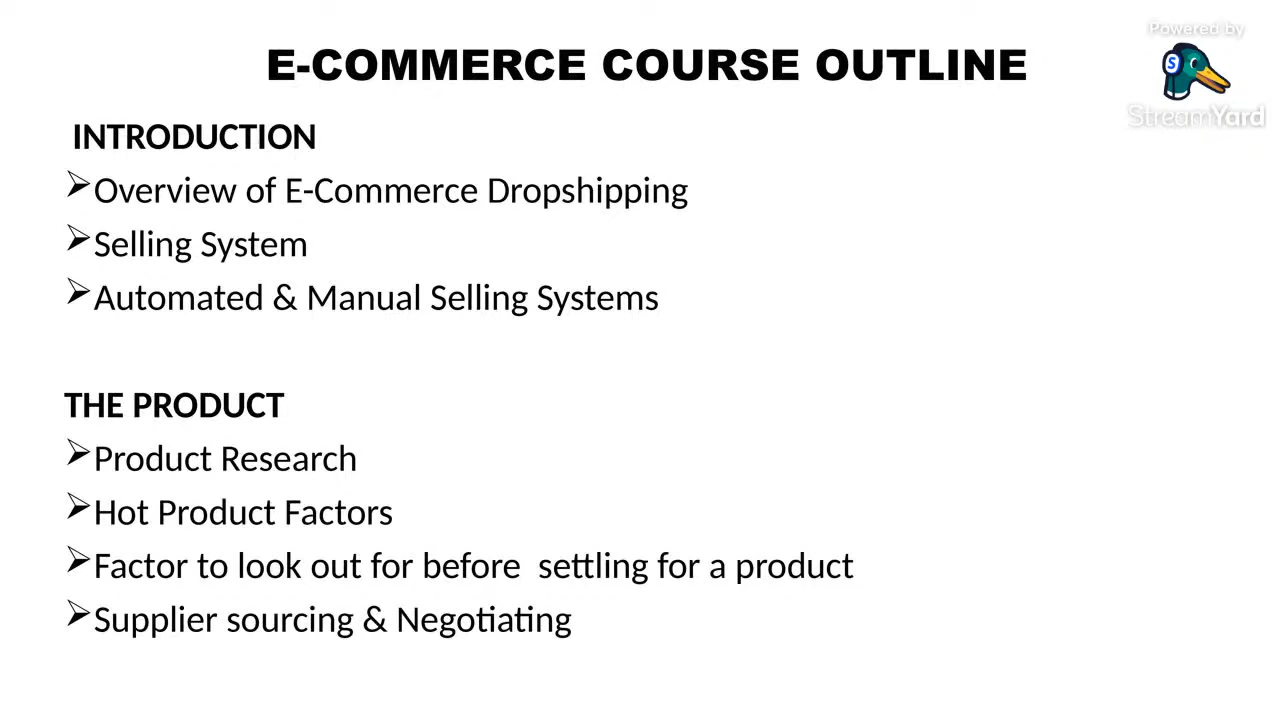 Powered by
StreamYard
E-COMMERCE COURSE OUTLINE
INTRODUCTION
➢Overview of E-Commerce Dropshipping
➢Selling System
➢Automated & Manual Selling Systems
THE PRODUCT
➢Product Research
➢Hot Product Factors
➢Factor to look out for before  settling for a product
➢Supplier sourcing & Negotiating